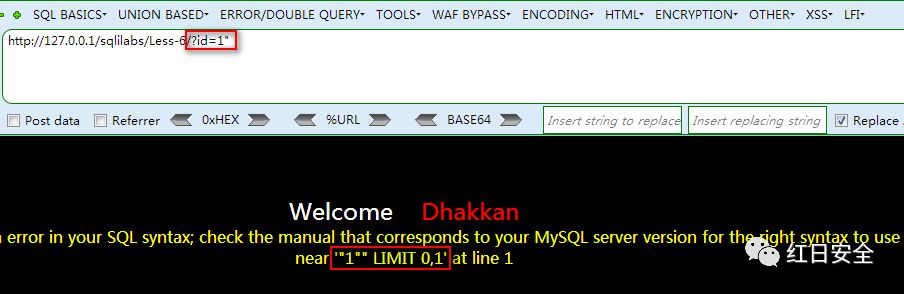 SQL BASICS▾ UNION BASED▾ ERROR/DOUBLE QUERY▾ TOOLS▾ WAF BYPASS▾ ENCODING▾ HTML▾ ENCRYPTION▾ OTHER▾ XSS▾ LFI▾
http://127.0.0.1/sqlilabs/Less-6/?id=1"
Post data Referrer 0xHEX %URL BASE64 Insert string to replace Insert replacing string Replace
Welcome Dhakkan
error in your SQL syntax; check the manual that corresponds to your MySQL server version for the right syntax to use
near '"1"" LIMIT 0,1' at line 1
红日安全